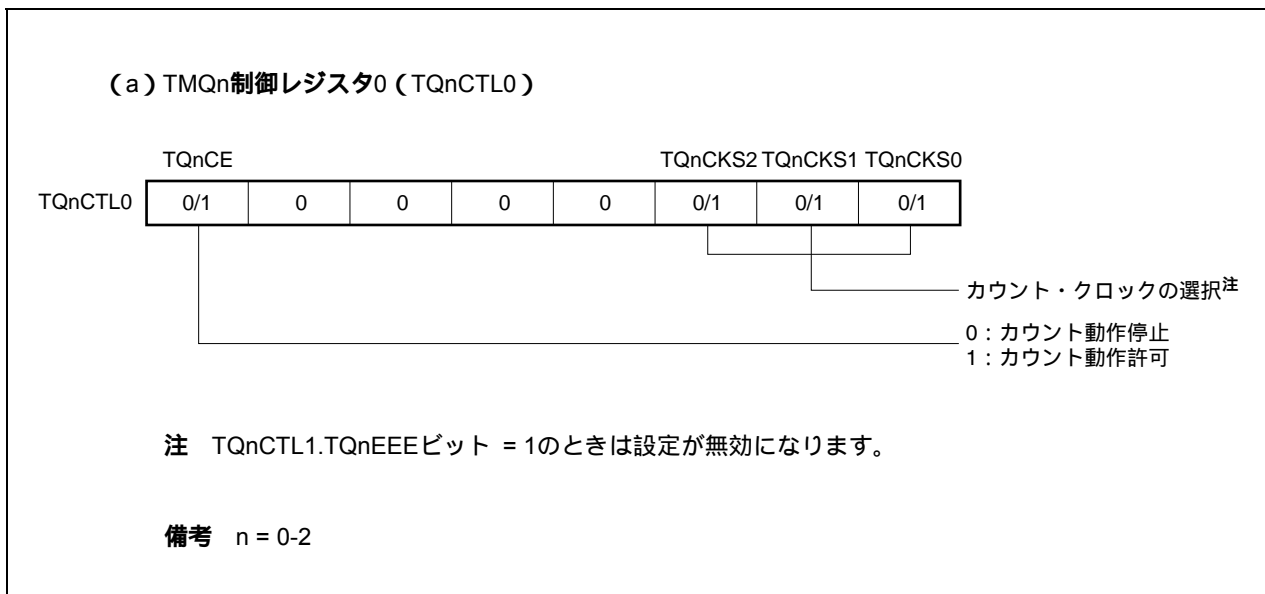 （a）TMQn制御レジスタ0（TQnCTL0）
TQnCE TQnCKS2 TQnCKS1 TQnCKS0
TQnCTL0 0/1 0 0 0 0 0/1 0/1 0/1
カウント・クロックの選択注
0：カウント動作停止
1：カウント動作許可
注 TQnCTL1.TQnEEEビット = 1のときは設定が無効になります。
備考 n = 0-2